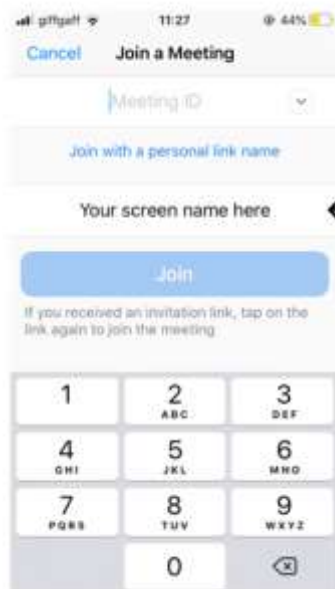 giffgaff 11:27 44%
Cancel Join a Meeting
Meeting ID
Join with a personal link name
Your screen name here
Join
If you received an invitation link, tap on the
link again to join the meeting
1 2 3
ABC DEF
4 5 6
GHI JKL MNO
7 8 9
PQRS TUV WXYZ
0